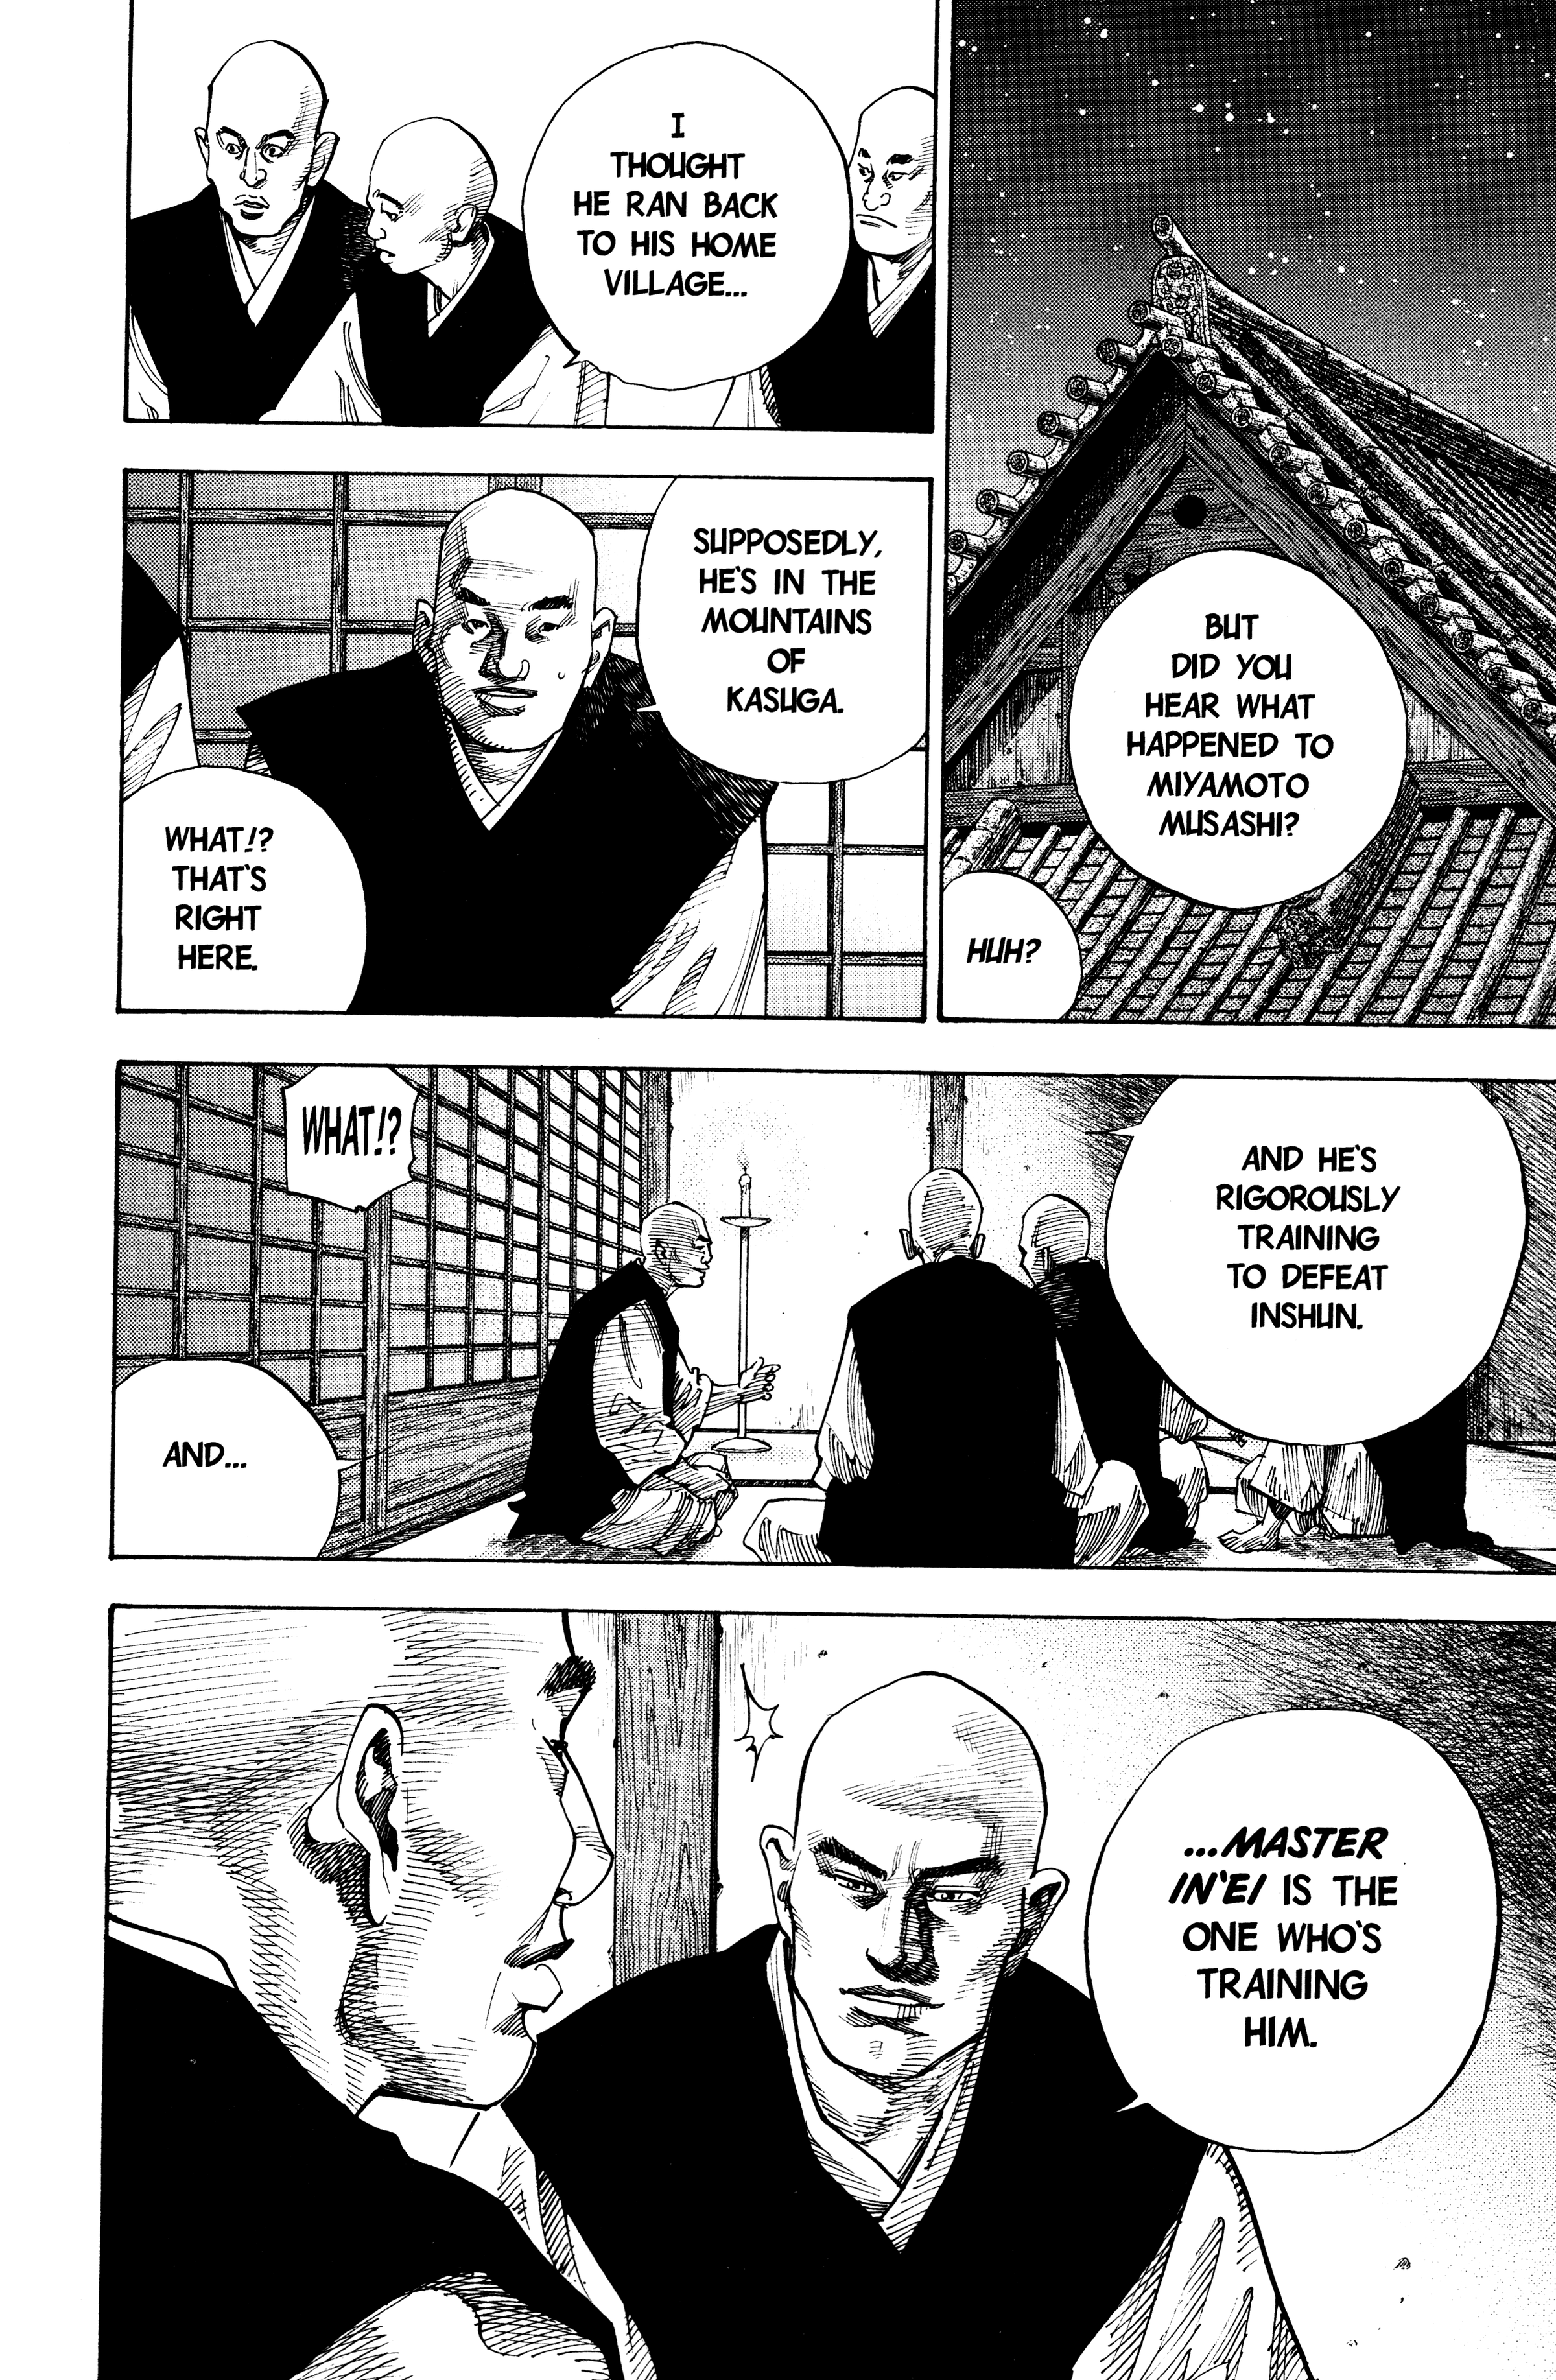 BUT
DID YOU
HEAR WHAT
HAPPENED TO
MIYAMOTO
MUSASHI?
HUH?
I
THOUGHT
HE RAN BACK
TO HIS HOME
VILLAGE...
SUPPOSEDLY,
HE'S IN THE
MOUNTAINS
OF
KASUGA.
WHAT!?
THAT'S
RIGHT
HERE.
AND HE'S
RIGOROUSLY
TRAINING
TO DEFEAT
INSHUN.
WHAT!?
AND...
...MASTER
IN'EI IS THE
ONE WHO'S
TRAINING
HIM.